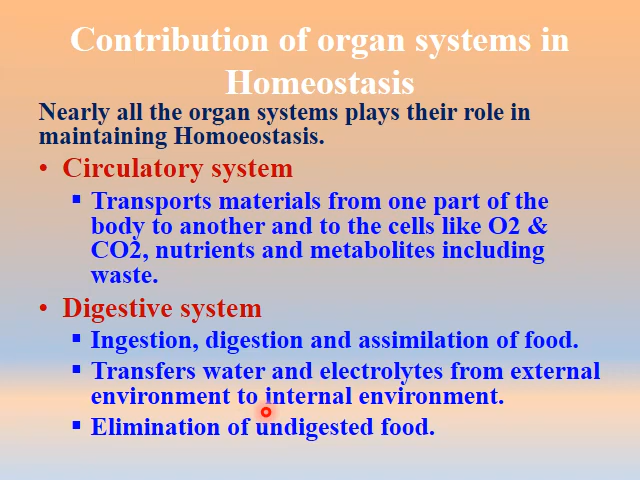 Contribution of organ systems in
Homeostasis
Nearly all the organ systems plays their role in
maintaining Homoeostasis.
• Circulatory system
▪ Transports materials from one part of the
body to another and to the cells like O2 &
CO2, nutrients and metabolites including
waste.
• Digestive system
▪ Ingestion, digestion and assimilation of food.
▪ Transfers water and electrolytes from external
environment to internal environment.
▪ Elimination of undigested food.